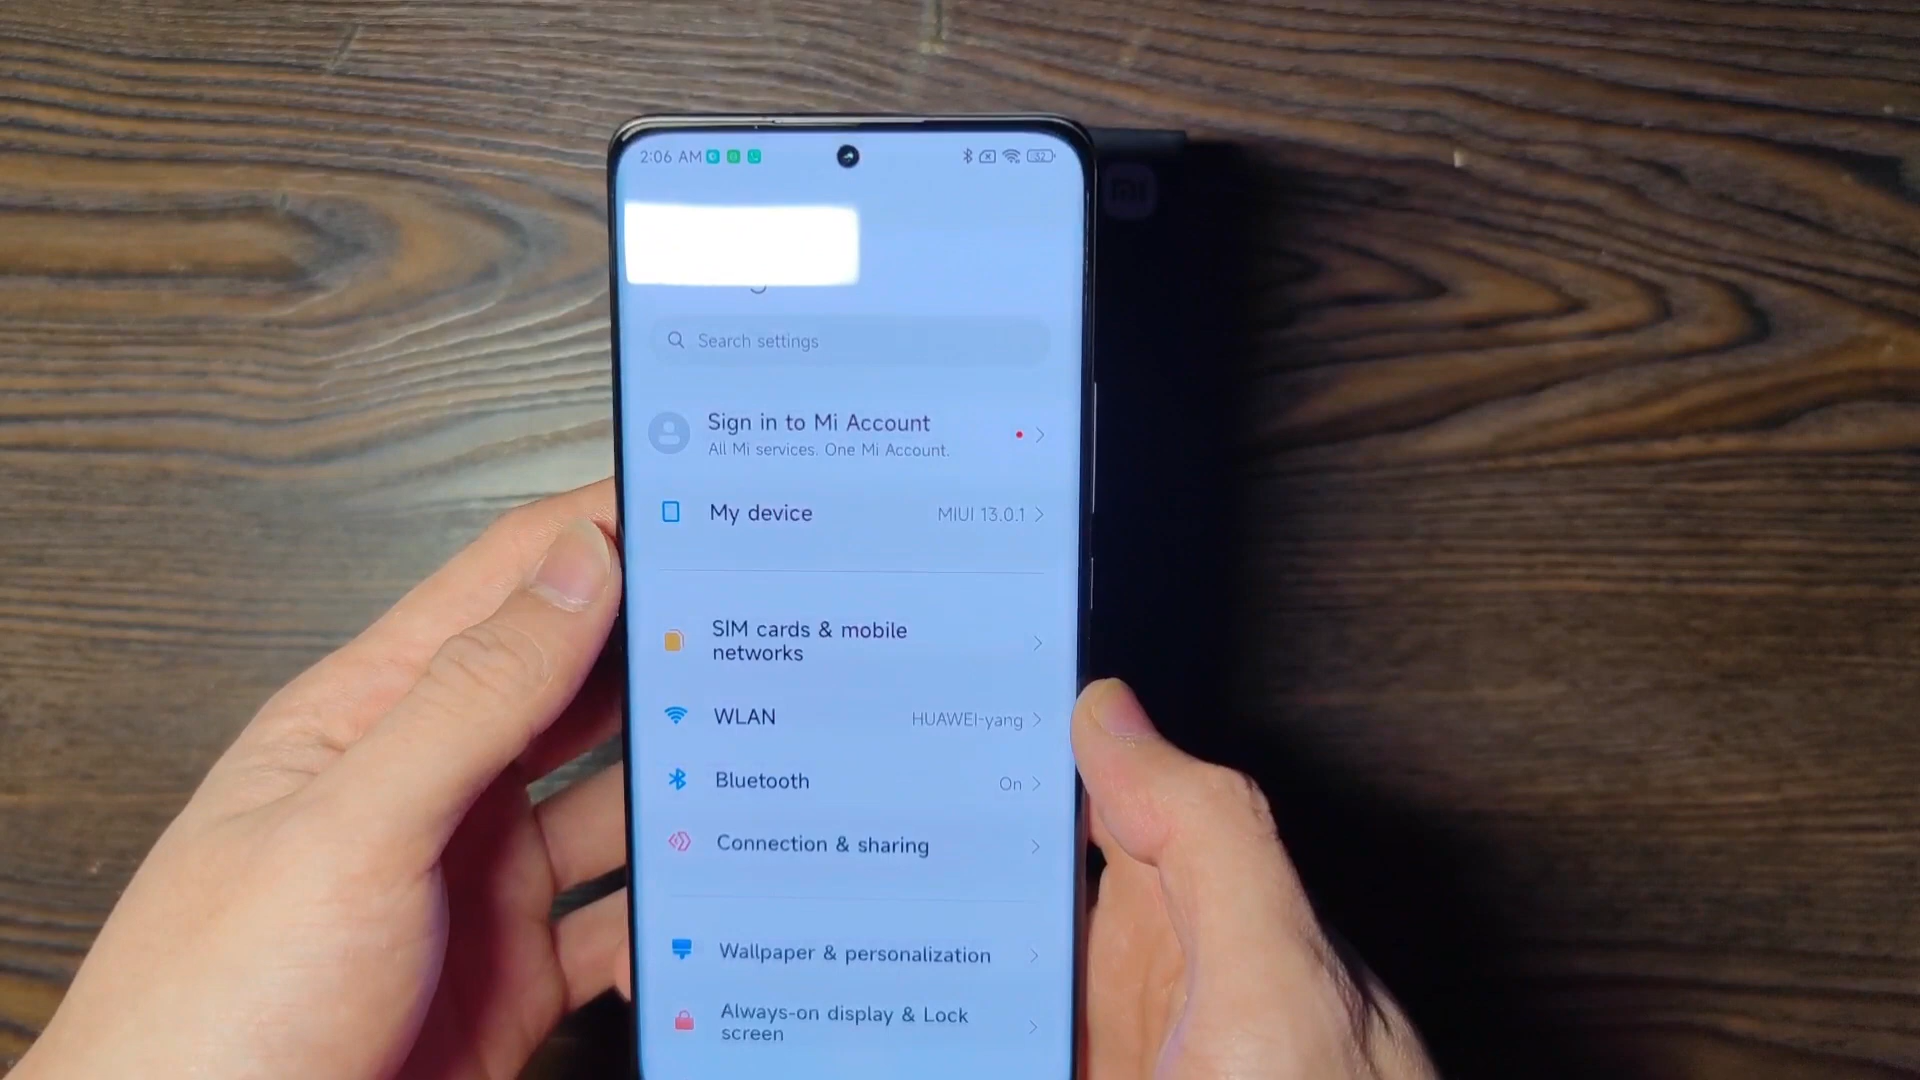 2:06 AM
32
mi
Search settings
Sign in to Mi Account
All Mi services. One Mi Account.
My device
MIUI 13.0.1
SIM cards & mobile
networks
WLAN
HUAWEI-yang
Bluetooth
On
Connection & sharing
Wallpaper & personalization
Always-on display & Lock
screen